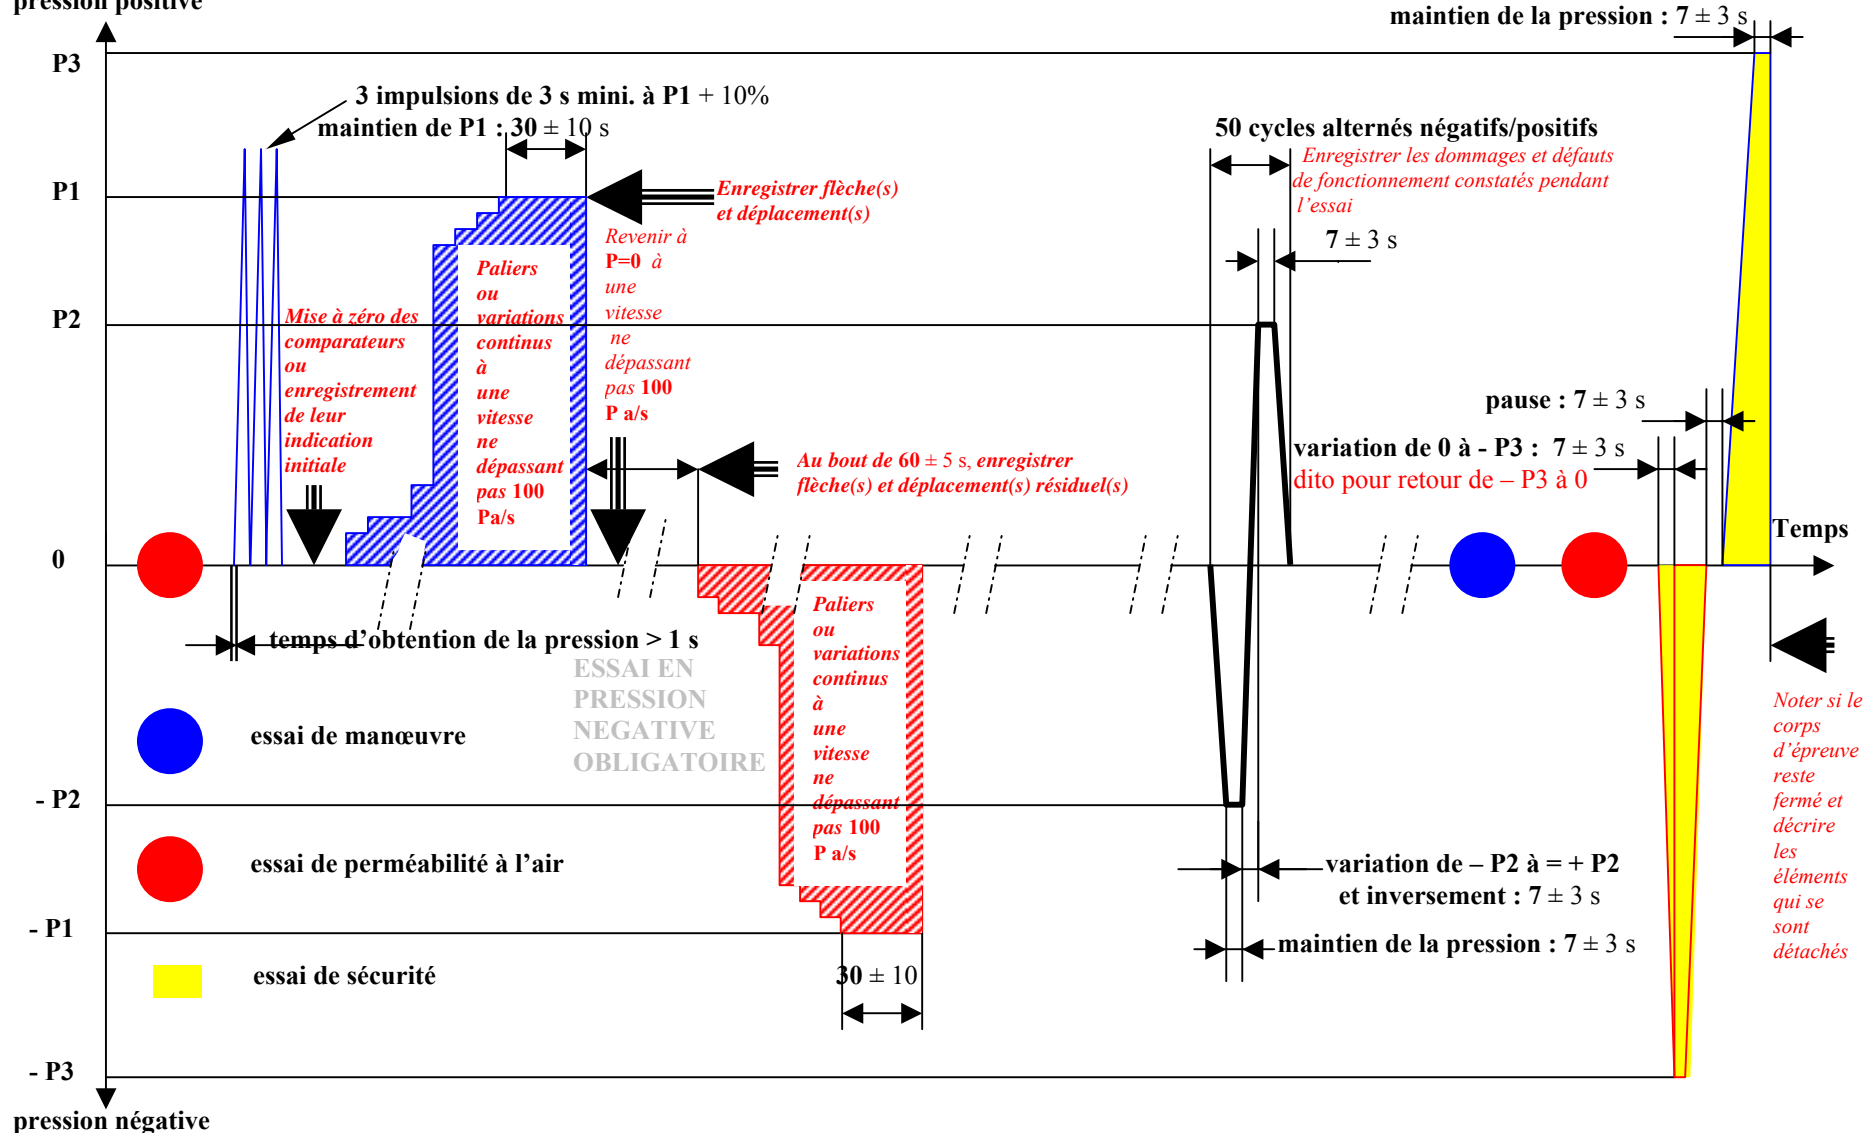 pression positive
maintien de la pression : 7 ± 3 s
P3
3 impulsions de 3 s mini. à P1 + 10%
maintien de P1 : 30 ± 10 s
50 cycles alternés négatifs/positifs
Enregistrer les dommages et défauts
de fonctionnement constatés pendant
l'essai
P1
Enregistrer flèche(s)
et déplacement(s)
Revenir à
P=0 à
une
vitesse
ne
dépassant
pas 100
P a/s
7 ± 3 s
Paliers
ou
variations
continus
à
une
vitesse
ne
dépassant
pas 100
Pa/s
P2
Mise à zéro des
comparateurs
ou
enregistrement
de leur
indication
initiale
pause : 7 ± 3 s
variation de 0 à - P3 : 7 ± 3 s
dito pour retour de – P3 à 0
Au bout de 60 ± 5 s, enregistrer
flèche(s) et déplacement(s) résiduel(s)
Temps
0
temps d'obtention de la pression > 1 s
ESSAI EN
PRESSION
NEGATIVE
OBLIGATOIRE
Paliers
ou
variations
continus
à
une
vitesse
ne
dépassant
pas 100
P a/s
Noter si le
corps
d'épreuve
reste
fermé et
décrire
les
éléments
qui se
sont
détachés
essai de manœuvre
- P2
essai de perméabilité à l'air
variation de – P2 à = + P2
et inversement : 7 ± 3 s
- P1
maintien de la pression : 7 ± 3 s
essai de sécurité
30 ± 10
- P3
pression négative